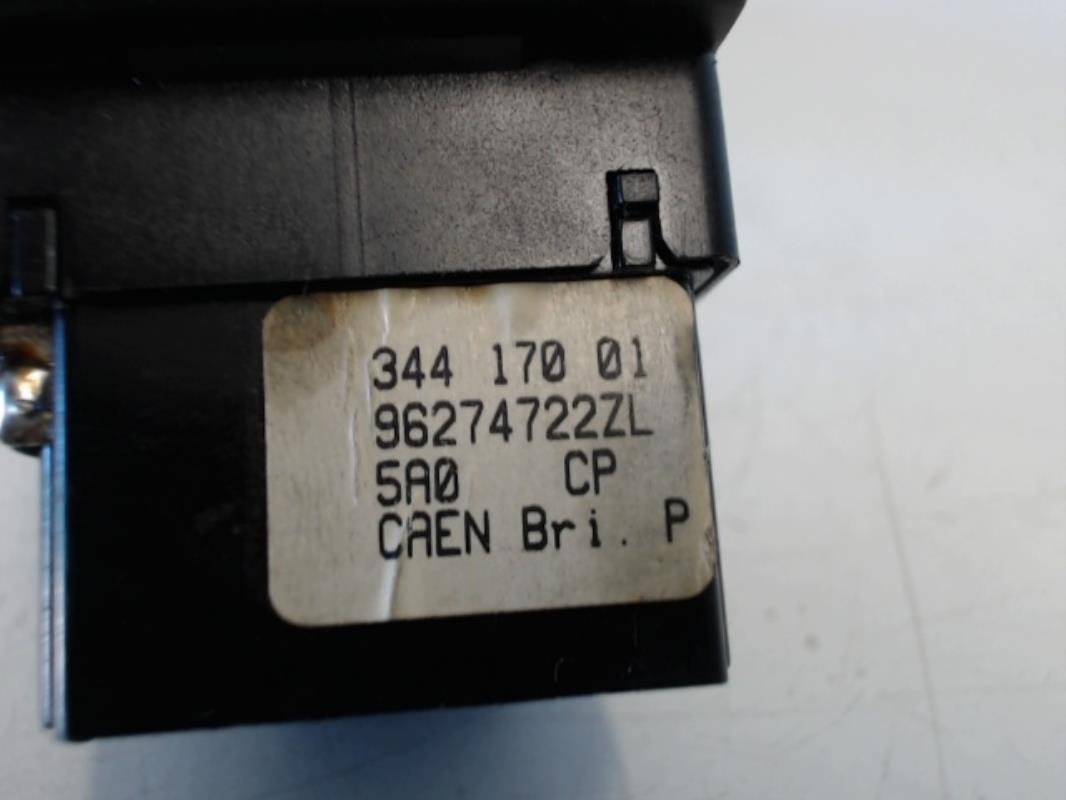 344 170 01
96274722ZL
5A0 CP
CAEN Bri. P